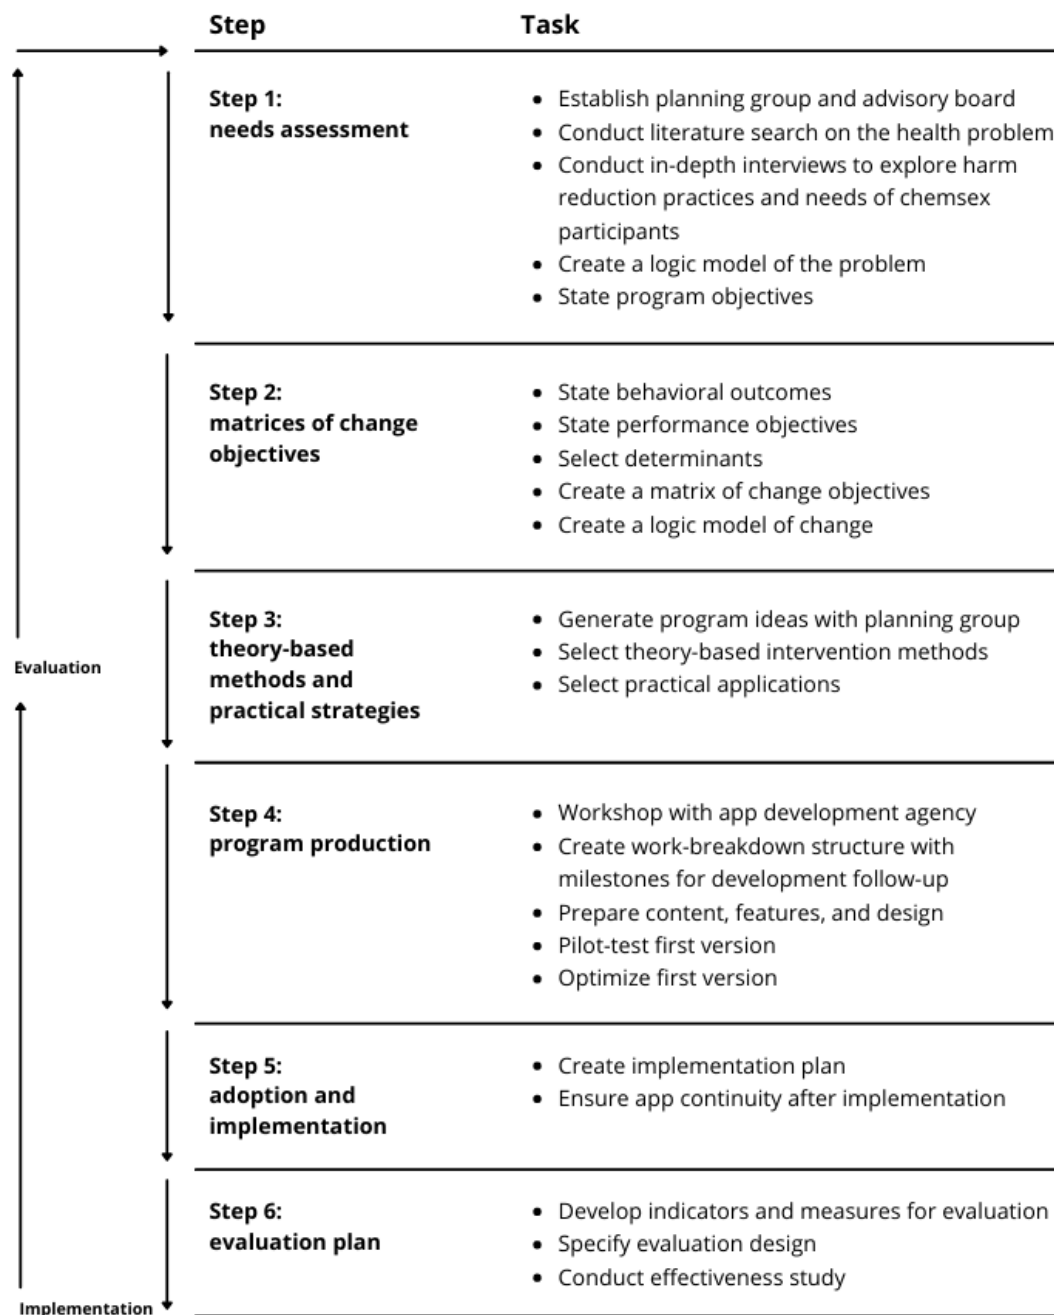 Step Task
Step 1:
needs assessment
• Establish planning group and advisory board
• Conduct literature search on the health problem
• Conduct in-depth interviews to explore harm
reduction practices and needs of chemsex
participants
• Create a logic model of the problem
• State program objectives
Step 2:
matrices of change
objectives
• State behavioral outcomes
• State performance objectives
• Select determinants
• Create a matrix of change objectives
• Create a logic model of change
Step 3:
theory-based
methods and
practical strategies
• Generate program ideas with planning group
• Select theory-based intervention methods
• Select practical applications
Evaluation
Step 4:
program production
• Workshop with app development agency
• Create work-breakdown structure with
milestones for development follow-up
• Prepare content, features, and design
• Pilot-test first version
• Optimize first version
Step 5:
adoption and
implementation
• Create implementation plan
• Ensure app continuity after implementation
Step 6:
evaluation plan
• Develop indicators and measures for evaluation
• Specify evaluation design
• Conduct effectiveness study
Implementation